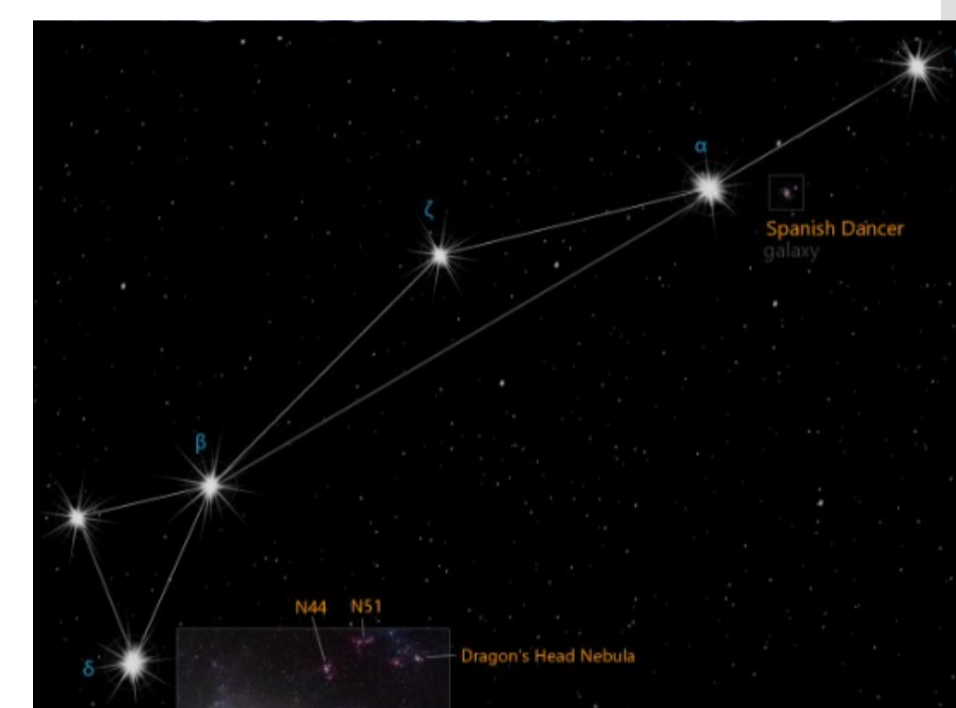 α
ζ
Spanish Dancer
galaxy
β
N44 N51
Dragon's Head Nebula
δ